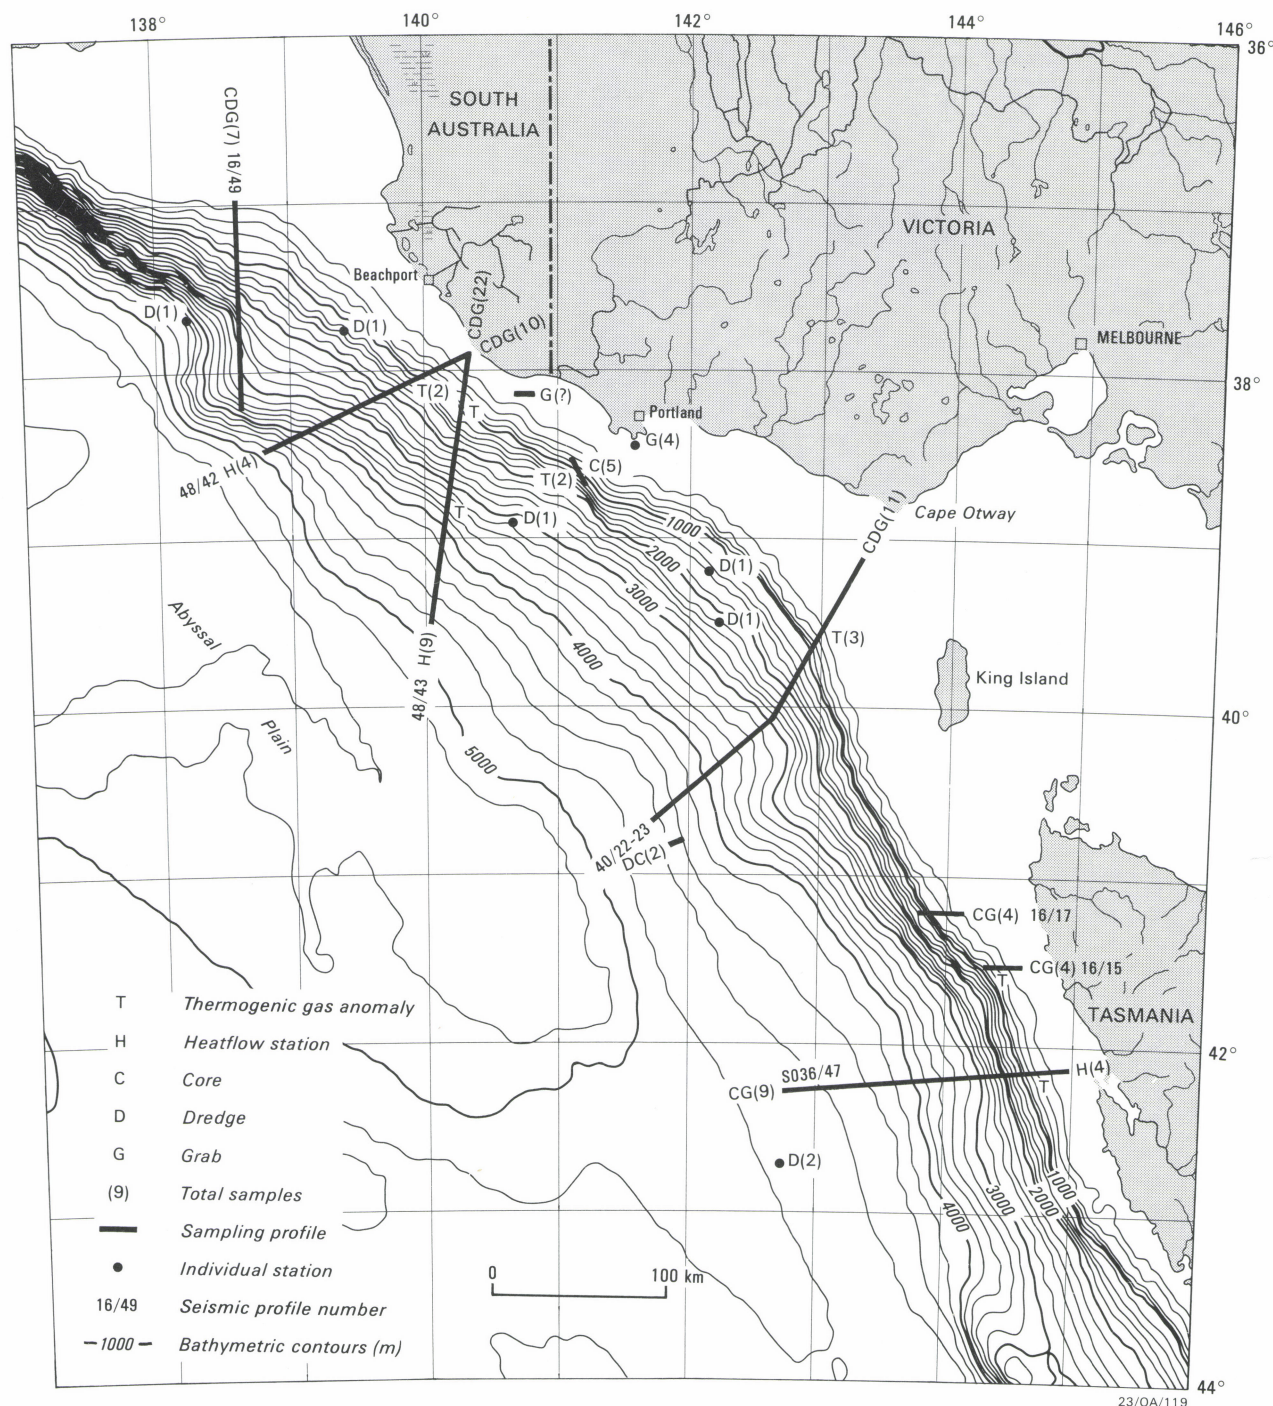 138°
140°
142°
144°
146°
36°
CDG(7) 16/49
SOUTH
AUSTRALIA
VICTORIA
Beachport
CDG(22)
CDG(10)
D(1)
D(1)
MELBOURNE
T(2)
T
G(?)
38°
Portland
G(4)
48/42 H(4)
C(5)
T(2)
T
D(1)
1000
CDG(11)
Cape Otway
2000
D(1)
3000
D(1)
Abyssal
Plain
4000
T(3)
48/43 H(9)
King Island
40°
5000
40/22-23
DC(2)
CG(4) 16/17
CG(4) 16/15
T
TASMANIA
42°
S036/47
H(4)
CG(9)
T
D(2)
1000
2000
3000
4000
T Thermogenic gas anomaly
H Heatflow station
C Core
D Dredge
G Grab
(9) Total samples
Sampling profile
Individual station
16/49 Seismic profile number
1000 Bathymetric contours (m)
0 100 km
44°
23/OA/119